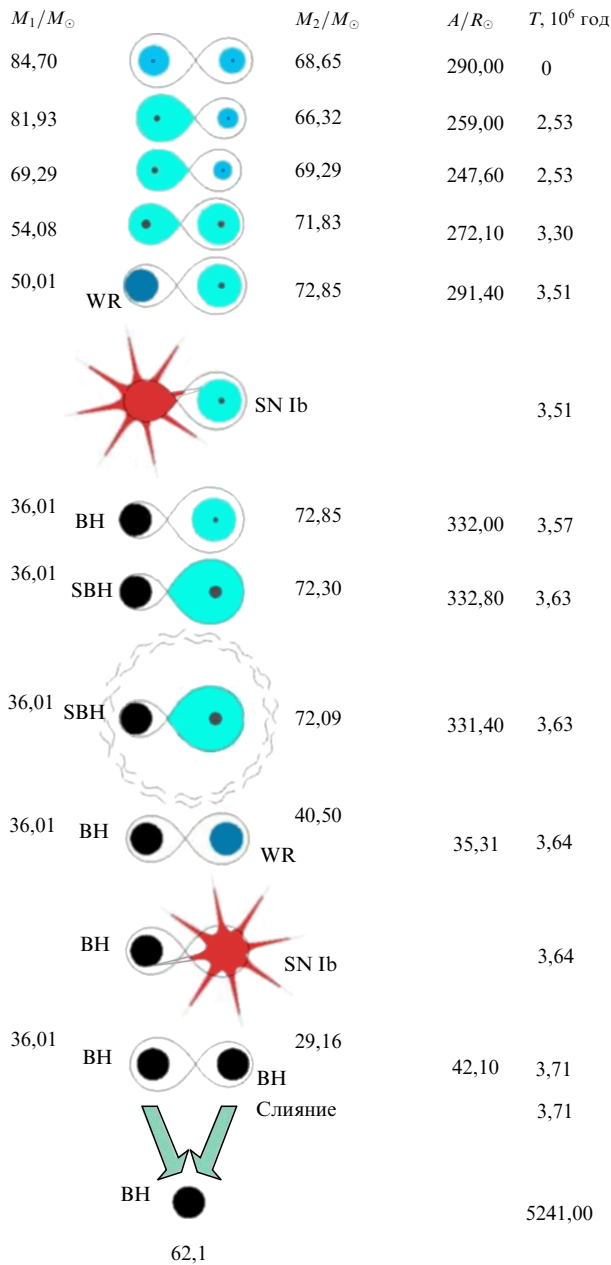 M₁/M☉ M₂/M☉ A/R☉ T, 10⁶ год
84,70 68,65 290,00 0
81,93 66,32 259,00 2,53
69,29 69,29 247,60 2,53
54,08 71,83 272,10 3,30
50,01 72,85 291,40 3,51
WR
SN Ib 3,51
36,01 BH 72,85 332,00 3,57
36,01 SBH 72,30 332,80 3,63
36,01 SBH 72,09 331,40 3,63
36,01 BH 40,50 35,31 3,64
WR
BH SN Ib 3,64
36,01 BH 29,16 42,10 3,71
BH
Слияние 3,71
BH 5241,00
62,1